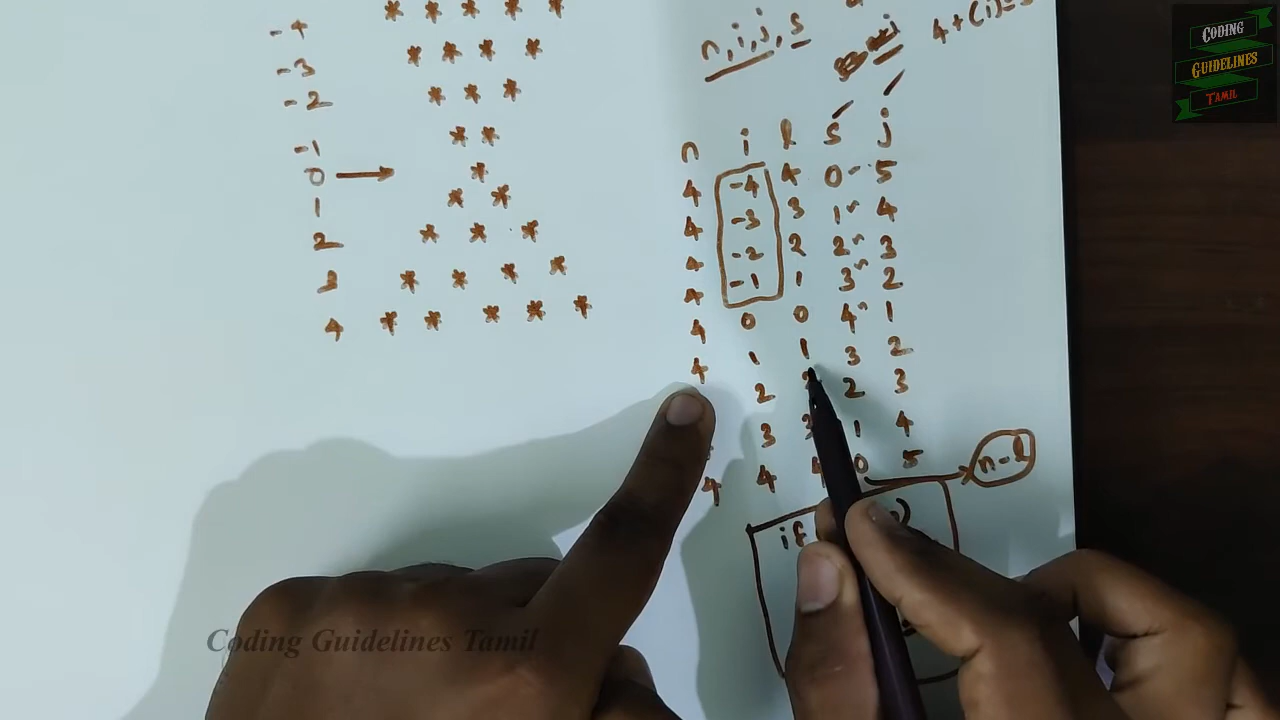 -4 * * * * *
-3 * * * *
-2 * * *
-1 * *
0 → *
1 * *
2 * * *
3 * * * *
4 * * * * *
n, i, j, s
n i l s j
4 -4 4 0 5
4 -3 3 1 4
4 -2 2 2 3
4 -1 1 3 2
4 0 0 4 1
4 1 1 3 2
2 2 3
3 1 4
4 4 4 0 5
n-l
if
CODING
GUIDELINES
TAMIL
Coding Guidelines Tamil